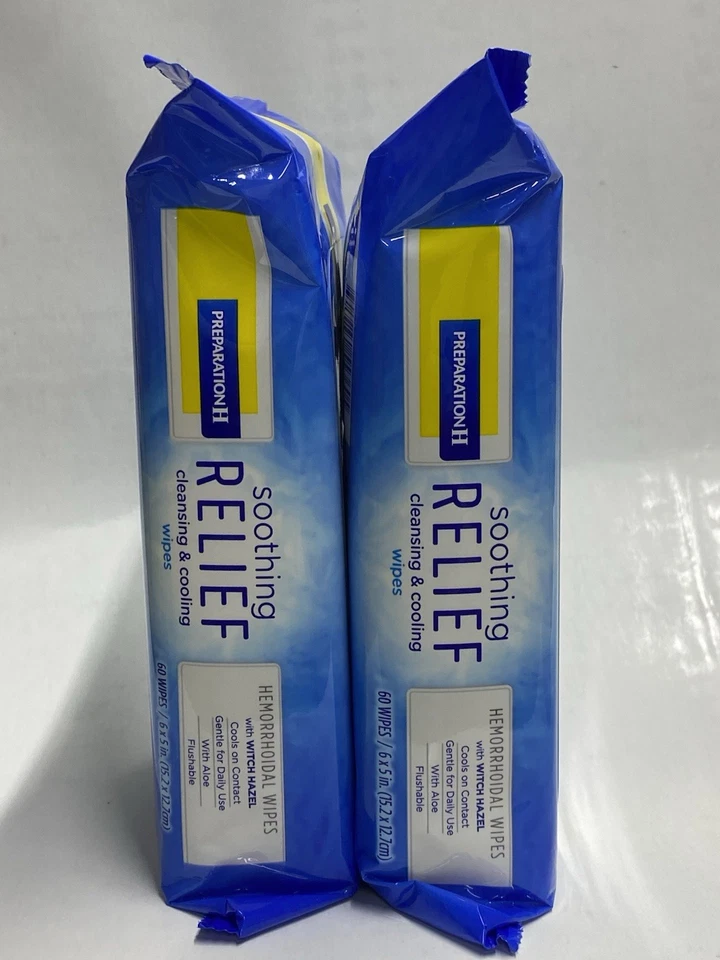 PREPARATION H
soothing
RELIEF
cleansing & cooling
wipes
HEMORRHOIDAL WIPES
with WITCH HAZEL
Cools on Contact
Gentle for Daily Use
With Aloe
Flushable
60 WIPES / 6 x 5 in. (15.2 x 12.7cm)
PREPARATION H
soothing
RELIEF
cleansing & cooling
wipes
HEMORRHOIDAL WIPES
with WITCH HAZEL
Cools on Contact
Gentle for Daily Use
With Aloe
Flushable
60 WIPES / 6 x 5 in. (15.2 x 12.7cm)